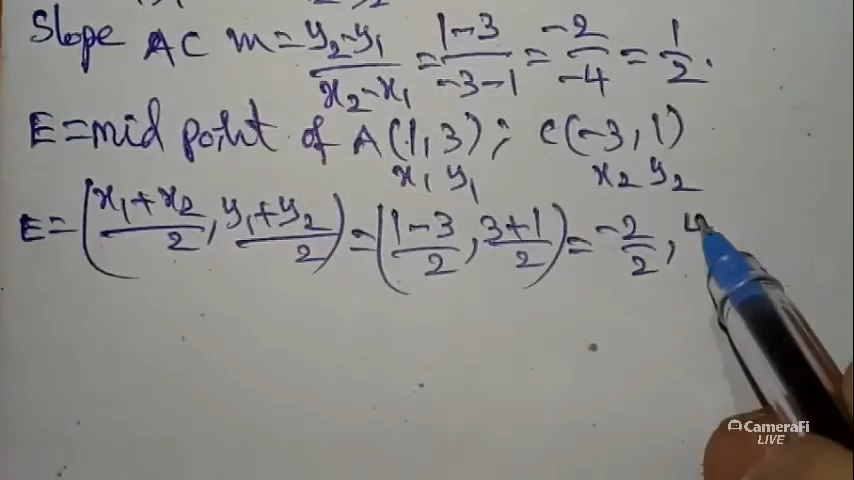 Slope AC m = y2-y1/x2-x1 = 1-3/-3-1 = -2/-4 = 1/2.
E = mid point of A(1,3); C(-3,1)
x1 y1 x2 y2
E = (x1+x2/2, y1+y2/2) = (1-3/2, 3+1/2) = -2/2, 4
CameraFi
LIVE